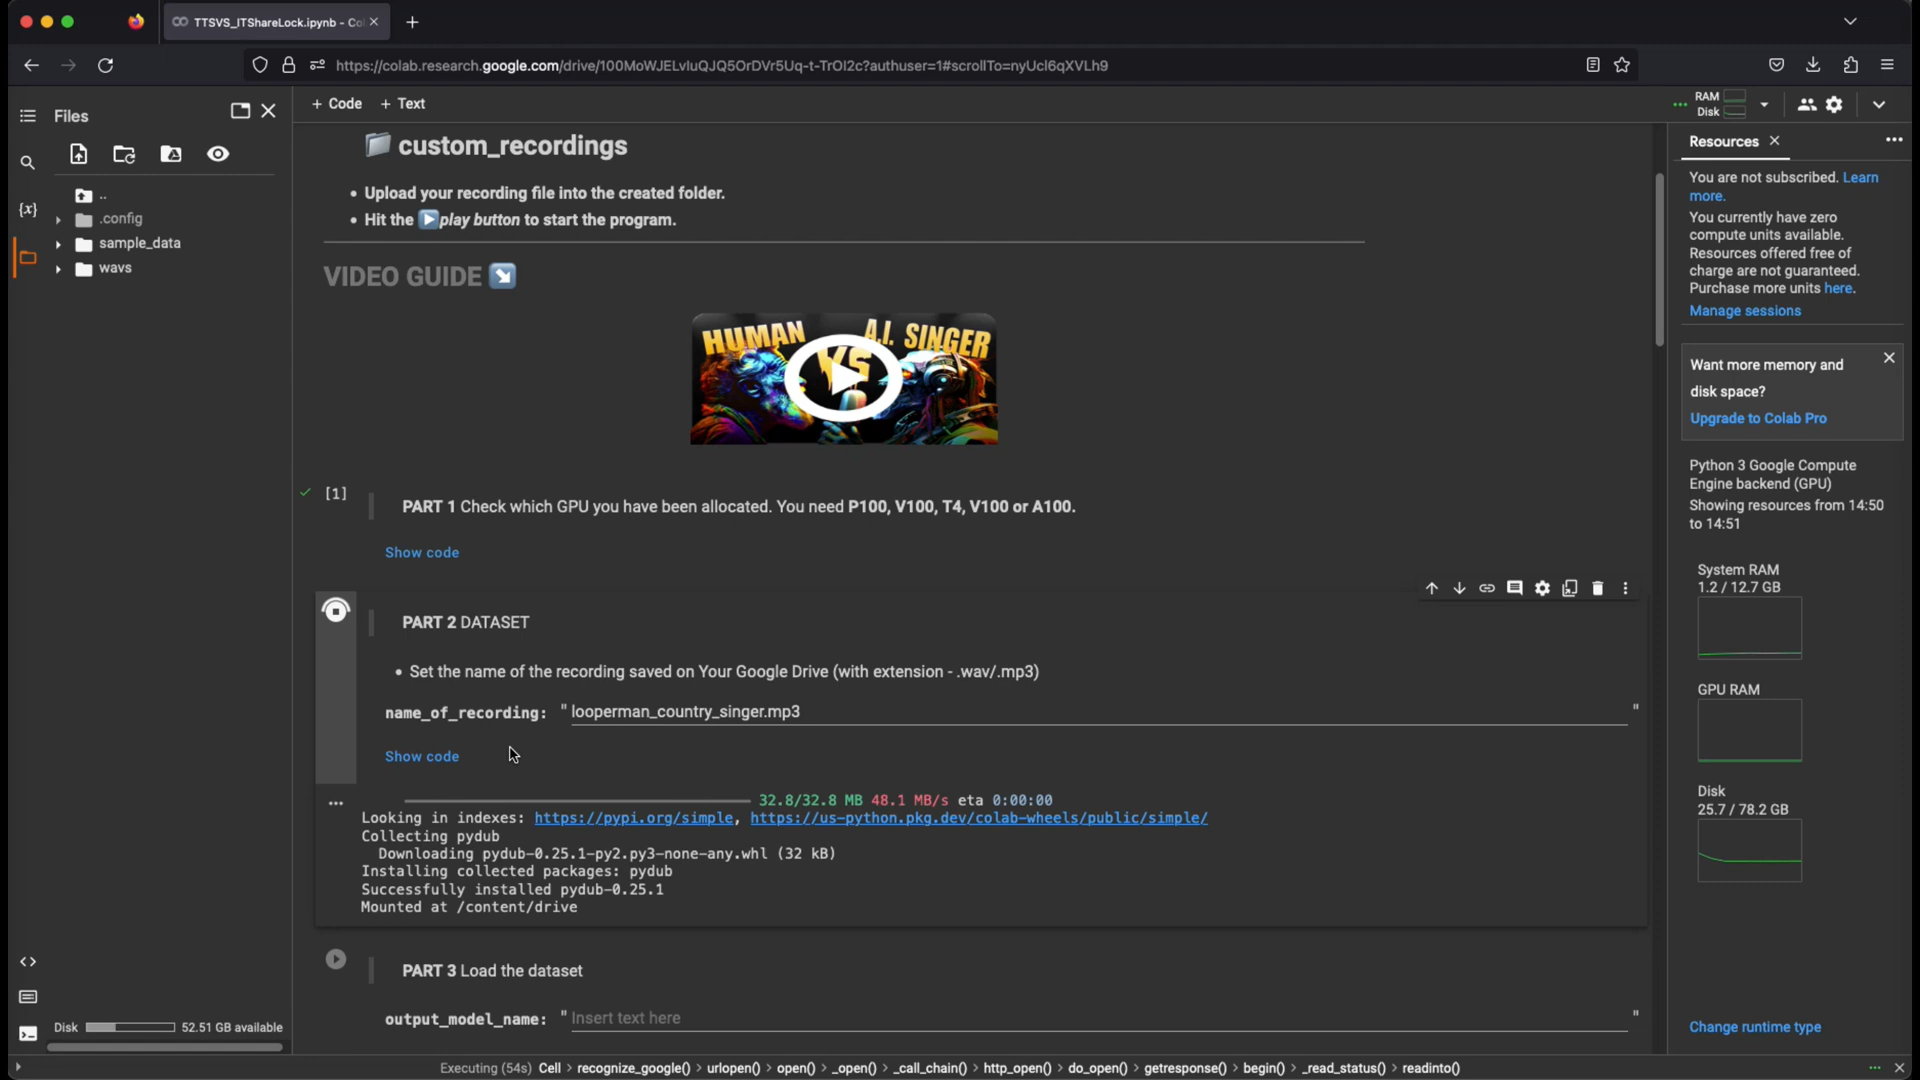 TTSVS_ITShareLock.ipynb - Co
https://colab.research.google.com/drive/100MoWJELvIuQJQ5OrDVr5Uq-t-TrOI2c?authuser=1#scrollTo=nyUcl6qXVLh9
Files
+ Code + Text
RAM
Disk
..
.config
sample_data
wavs
custom_recordings
• Upload your recording file into the created folder.
• Hit the play button to start the program.
VIDEO GUIDE
HUMAN VS A.I. SINGER
[1]
PART 1 Check which GPU you have been allocated. You need P100, V100, T4, V100 or A100.
Show code
PART 2 DATASET
• Set the name of the recording saved on Your Google Drive (with extension - .wav/.mp3)
name_of_recording: "looperman_country_singer.mp3"
Show code
32.8/32.8 MB 48.1 MB/s eta 0:00:00
Looking in indexes: https://pypi.org/simple, https://us-python.pkg.dev/colab-wheels/public/simple/
Collecting pydub
Downloading pydub-0.25.1-py2.py3-none-any.whl (32 kB)
Installing collected packages: pydub
Successfully installed pydub-0.25.1
Mounted at /content/drive
PART 3 Load the dataset
output_model_name: "Insert text here"
Resources
You are not subscribed. Learn
more.
You currently have zero
compute units available.
Resources offered free of
charge are not guaranteed.
Purchase more units here.
Manage sessions
Want more memory and
disk space?
Upgrade to Colab Pro
Python 3 Google Compute
Engine backend (GPU)
Showing resources from 14:50
to 14:51
System RAM
1.2 / 12.7 GB
GPU RAM
Disk
25.7 / 78.2 GB
Change runtime type
Disk 52.51 GB available
Executing (54s) Cell > recognize_google() > urlopen() > open() > _open() > _call_chain() > http_open() > do_open() > getresponse() > begin() > _read_status() > readinto()